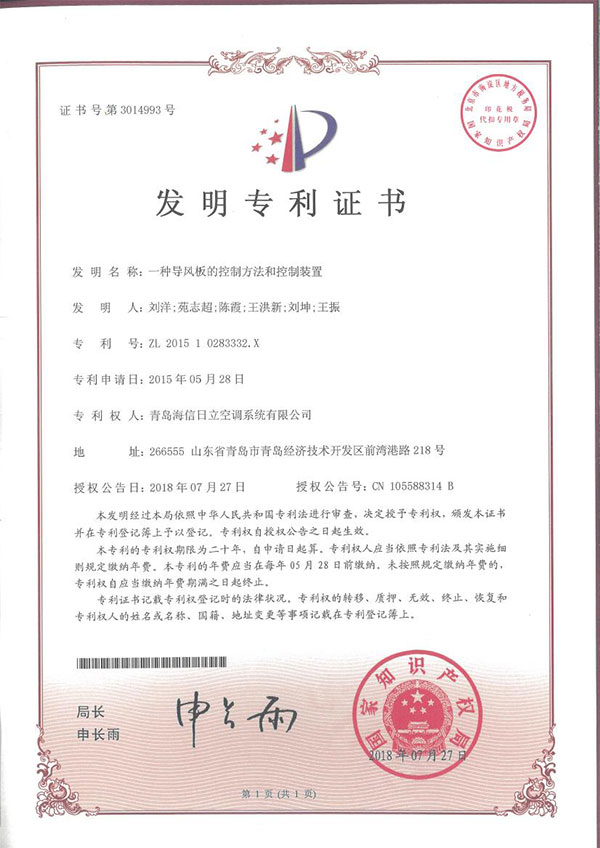 证书号第3014993号
北京市海淀区地方税务局
印花税
代扣专用章
国家知识产权局
发明专利证书
发明名称：一种导风板的控制方法和控制装置
发明人：刘洋;苑志超;陈霞;王洪新;刘坤;王振
专利号：ZL 2015 1 0283332.X
专利申请日：2015年05月28日
专利权人：青岛海信日立空调系统有限公司
地址：266555 山东省青岛市青岛经济技术开发区前湾港路218号
授权公告日：2018年07月27日 授权公告号：CN 105588314 B
本发明经过本局依照中华人民共和国专利法进行审查，决定授予专利权，颁发本证书
并在专利登记簿上予以登记。专利权自授权公告之日起生效。
本专利的专利权期限为二十年，自申请日起算。专利权人应当依照专利法及其实施细
则规定缴纳年费。本专利的年费应当在每年05月28日前缴纳。未按照规定缴纳年费的，
专利权自应当缴纳年费期满之日起终止。
专利证书记载专利权登记时的法律状况。专利权的转移、质押、无效、终止、恢复和
专利权人的姓名或名称、国籍、地址变更等事项记载在专利登记簿上。
局长
申长雨
申长雨
国家知识产权局
2018年07月27日
第1页(共1页)